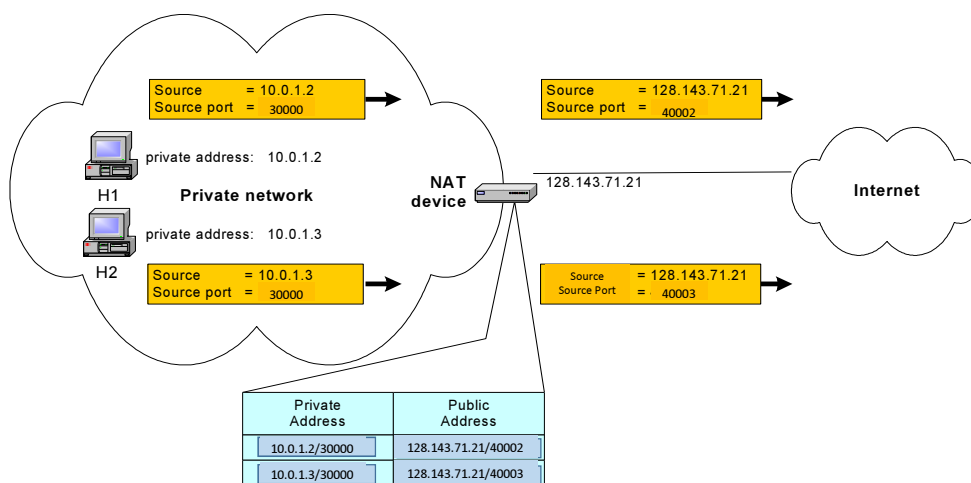 Source = 10.0.1.2
Source port = 30000
Source = 128.143.71.21
Source port = 40002
private address: 10.0.1.2
H1
Private network
NAT
device
128.143.71.21
Internet
private address: 10.0.1.3
H2
Source = 10.0.1.3
Source port = 30000
Source = 128.143.71.21
Source Port = 40003
Private
Address
Public
Address
10.0.1.2/30000
128.143.71.21/40002
10.0.1.3/30000
128.143.71.21/40003